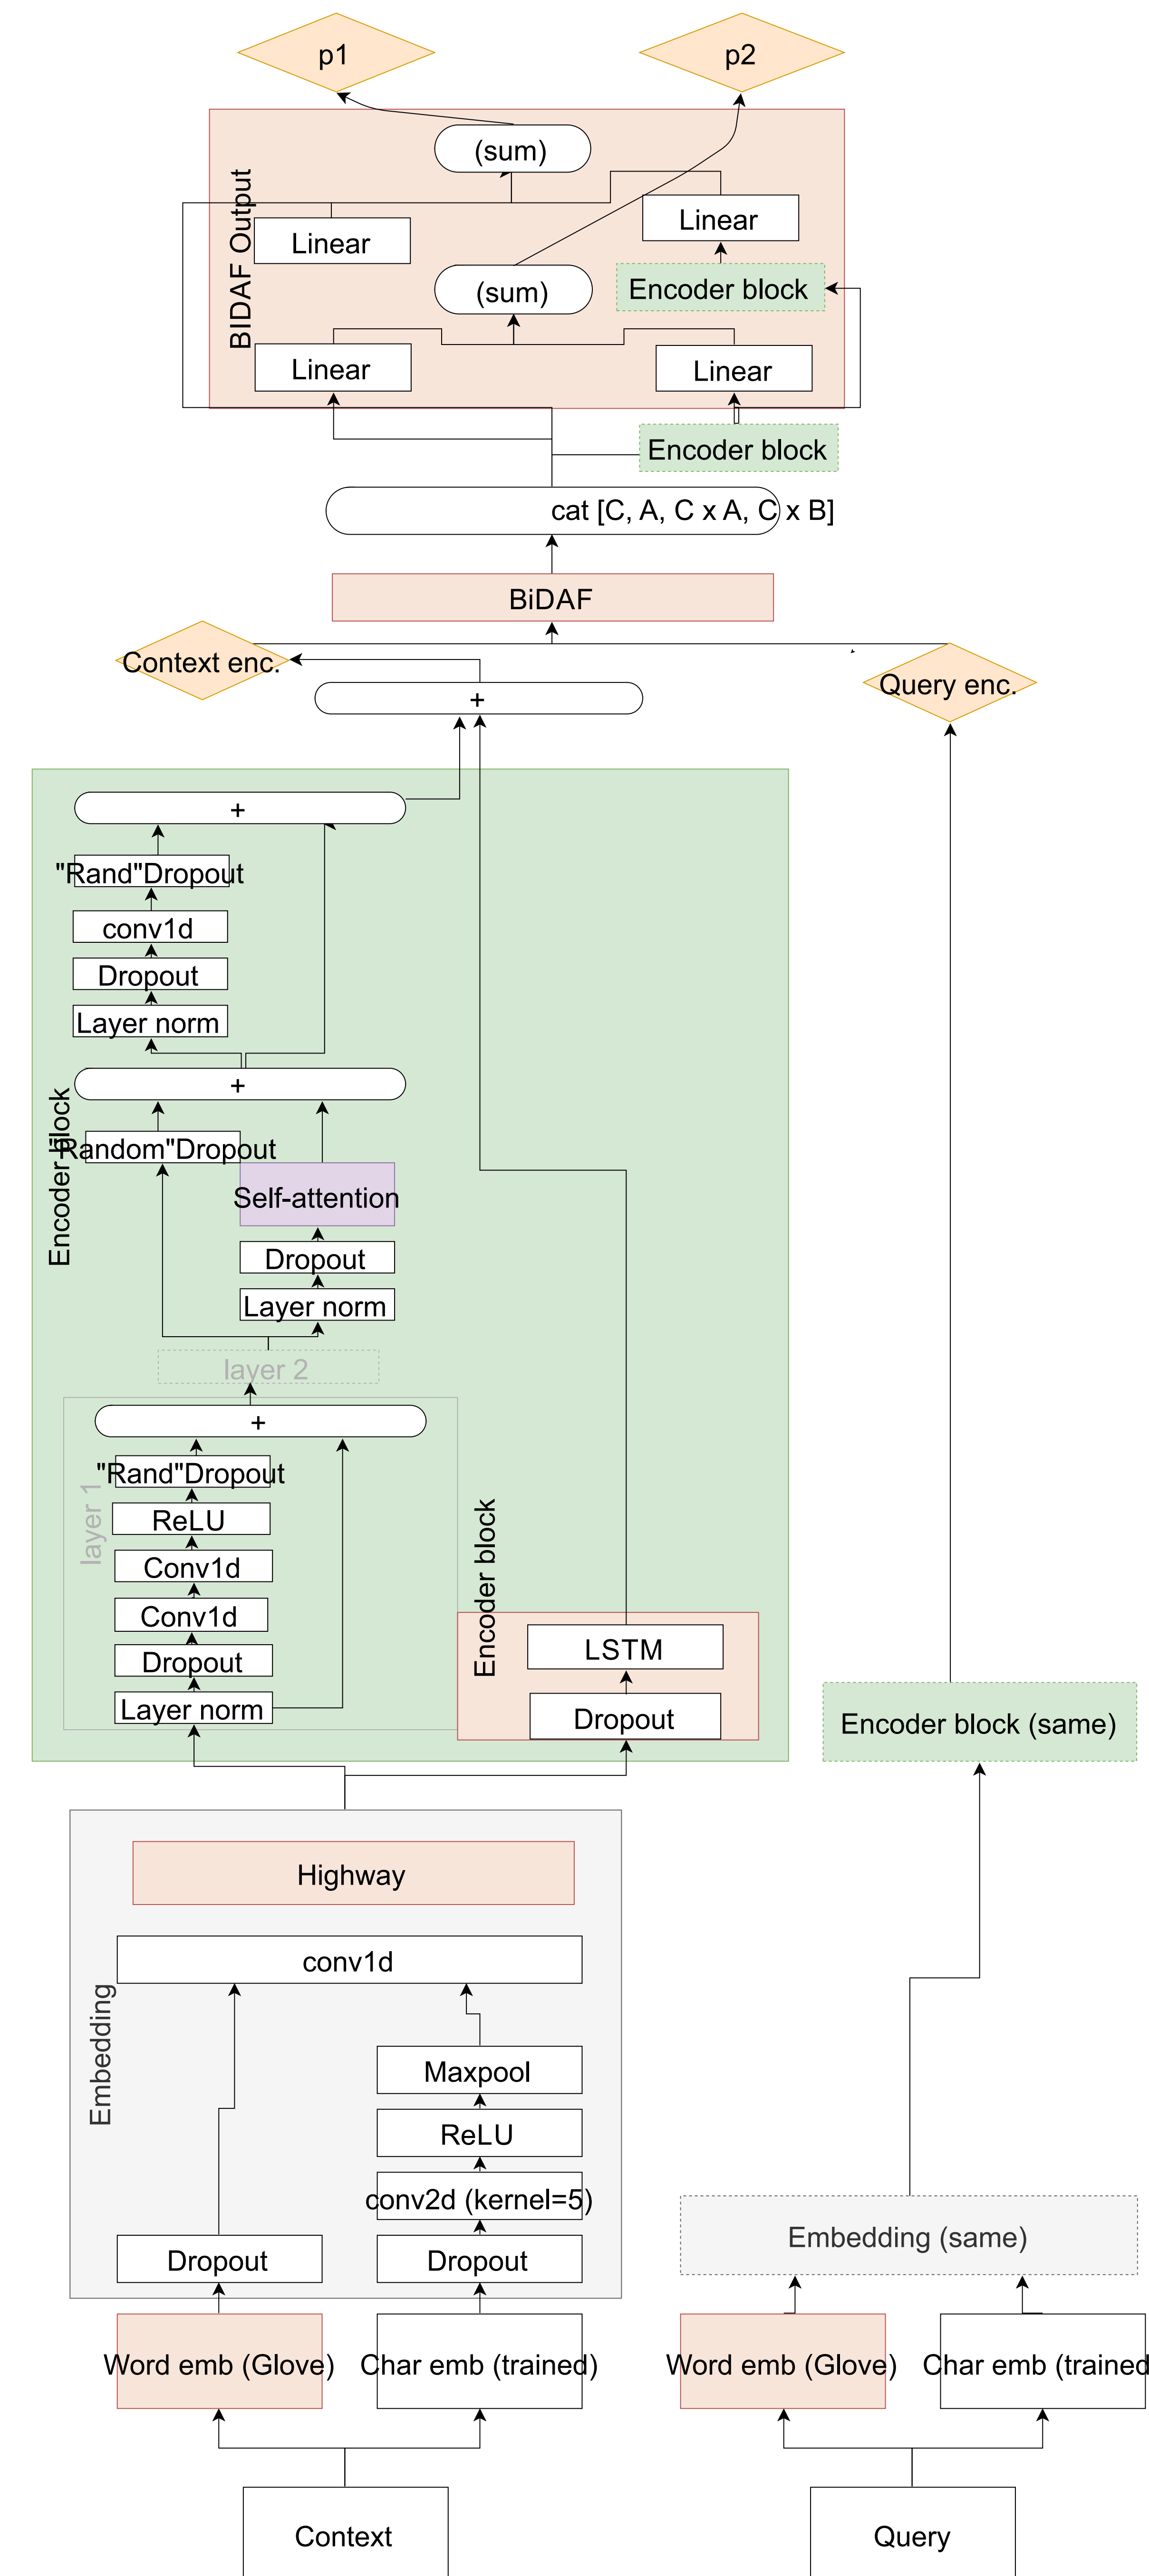 p1
p2
(sum)
BIDAF Output
Linear
Linear
(sum)
Encoder block
Linear
Linear
Encoder block
cat [C, A, C x A, C x B]
BiDAF
Context enc.
Query enc.
+
+
"Rand"Dropout
conv1d
Dropout
Layer norm
+
Encoder block
"Random"Dropout
Self-attention
Dropout
Layer norm
layer 2
+
"Rand"Dropout
layer 1
ReLU
Conv1d
Conv1d
Dropout
Layer norm
Encoder block
LSTM
Dropout
Encoder block (same)
Highway
conv1d
Embedding
Maxpool
ReLU
conv2d (kernel=5)
Dropout
Dropout
Embedding (same)
Word emb (Glove)
Char emb (trained)
Word emb (Glove)
Char emb (trained
Context
Query